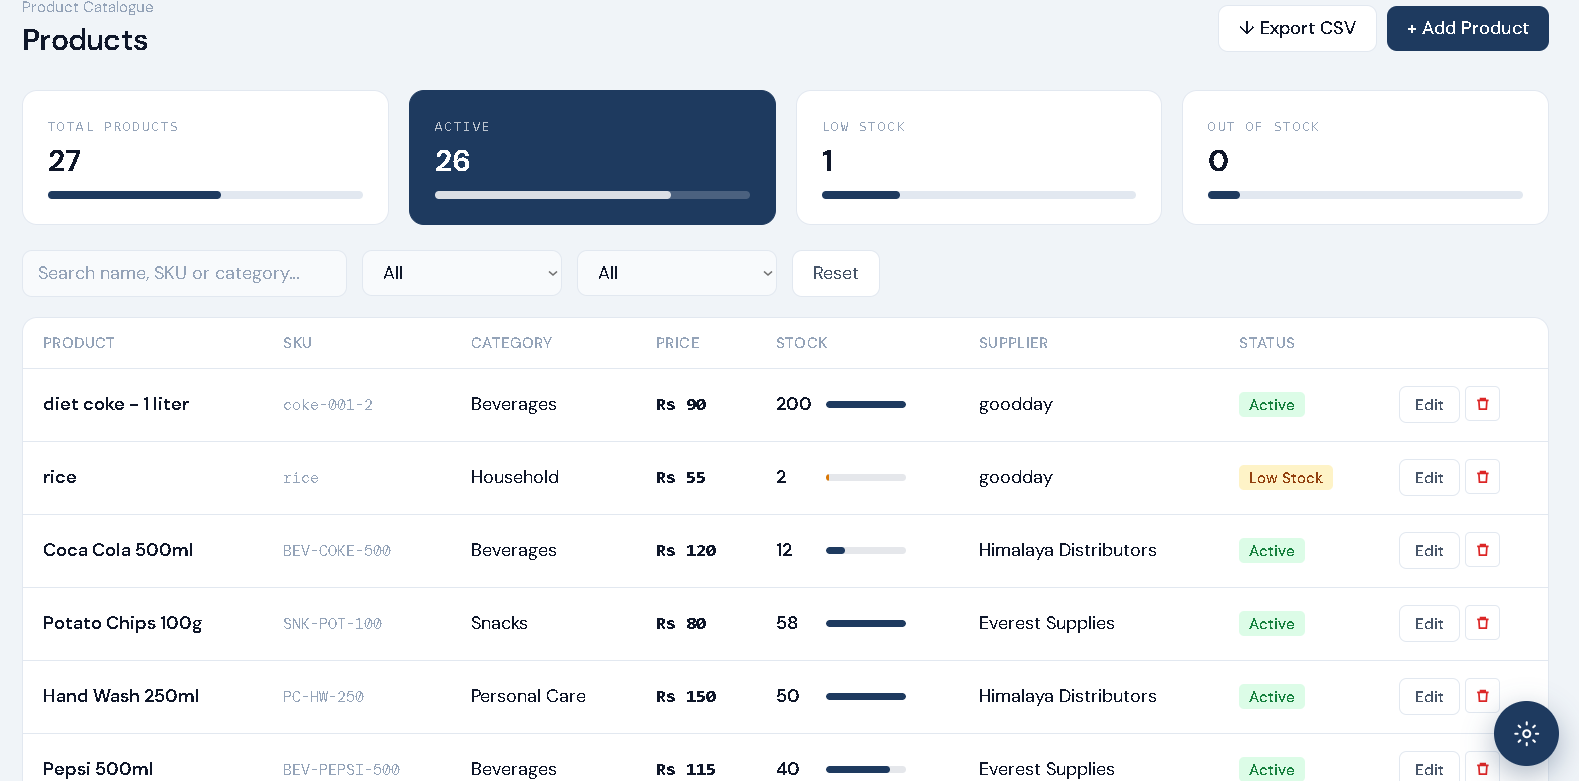 Product Catalogue
Products
↓ Export CSV
+ Add Product
TOTAL PRODUCTS
27
ACTIVE
26
LOW STOCK
1
OUT OF STOCK
0
Search name, SKU or category...
All
All
Reset
PRODUCT SKU CATEGORY PRICE STOCK SUPPLIER STATUS
diet coke - 1 liter coke-001-2 Beverages Rs 90 200 goodday Active Edit
rice rice Household Rs 55 2 goodday Low Stock Edit
Coca Cola 500ml BEV-COKE-500 Beverages Rs 120 12 Himalaya Distributors Active Edit
Potato Chips 100g SNK-POT-100 Snacks Rs 80 58 Everest Supplies Active Edit
Hand Wash 250ml PC-HW-250 Personal Care Rs 150 50 Himalaya Distributors Active Edit
Pepsi 500ml BEV-PEPSI-500 Beverages Rs 115 40 Everest Supplies Active Edit